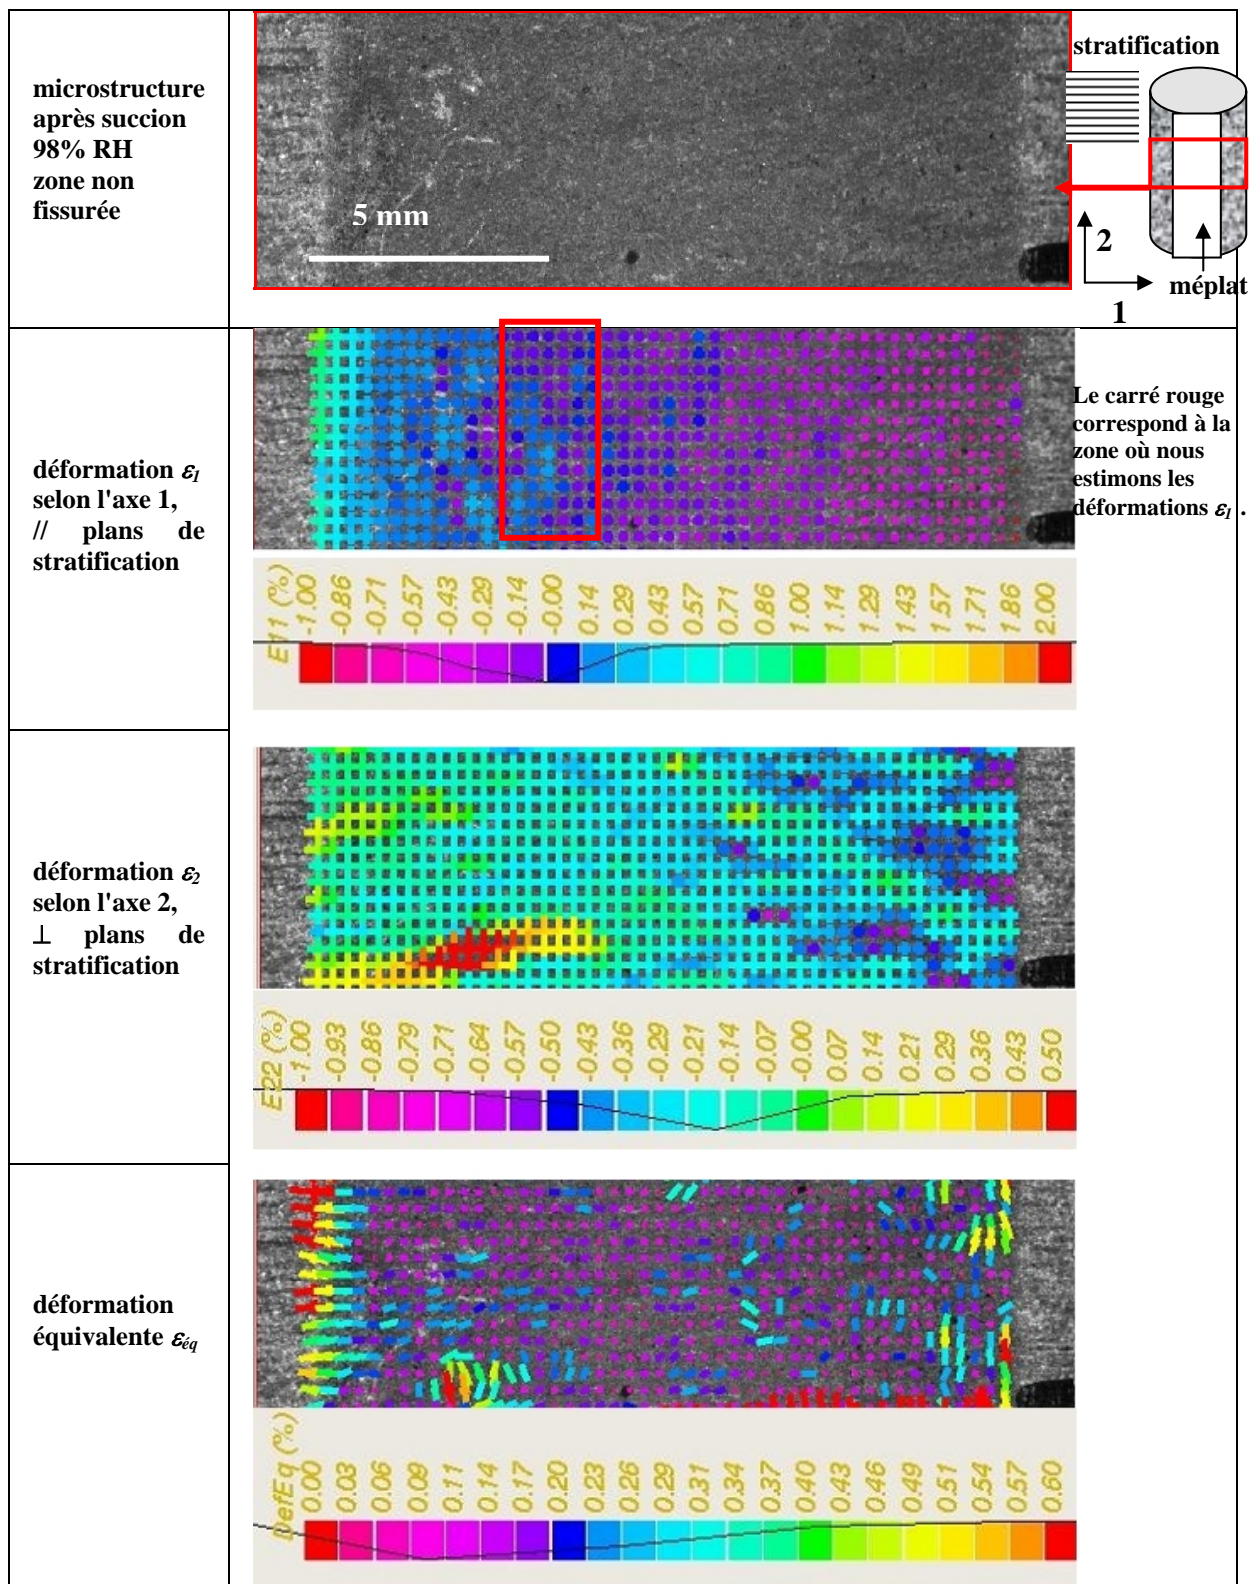 microstructure
après succion
98% RH
zone non
fissurée
5 mm
stratification
2
1
méplat
déformation ε1
selon l'axe 1,
// plans de
stratification
Le carré rouge
correspond à la
zone où nous
estimons les
déformations ε1 .
E11 (%)
-1.00
-0.86
-0.71
-0.57
-0.43
-0.29
-0.14
-0.00
0.14
0.29
0.43
0.57
0.71
0.86
1.00
1.14
1.29
1.43
1.57
1.71
1.86
2.00
déformation ε2
selon l'axe 2,
⊥ plans de
stratification
E22 (%)
-1.00
-0.93
-0.86
-0.79
-0.71
-0.64
-0.57
-0.50
-0.43
-0.36
-0.29
-0.21
-0.14
-0.07
-0.00
0.07
0.14
0.21
0.29
0.36
0.43
0.50
déformation
équivalente εéq
DefEq (%)
0.00
0.03
0.06
0.09
0.11
0.14
0.17
0.20
0.23
0.26
0.29
0.31
0.34
0.37
0.40
0.43
0.46
0.49
0.51
0.54
0.57
0.60